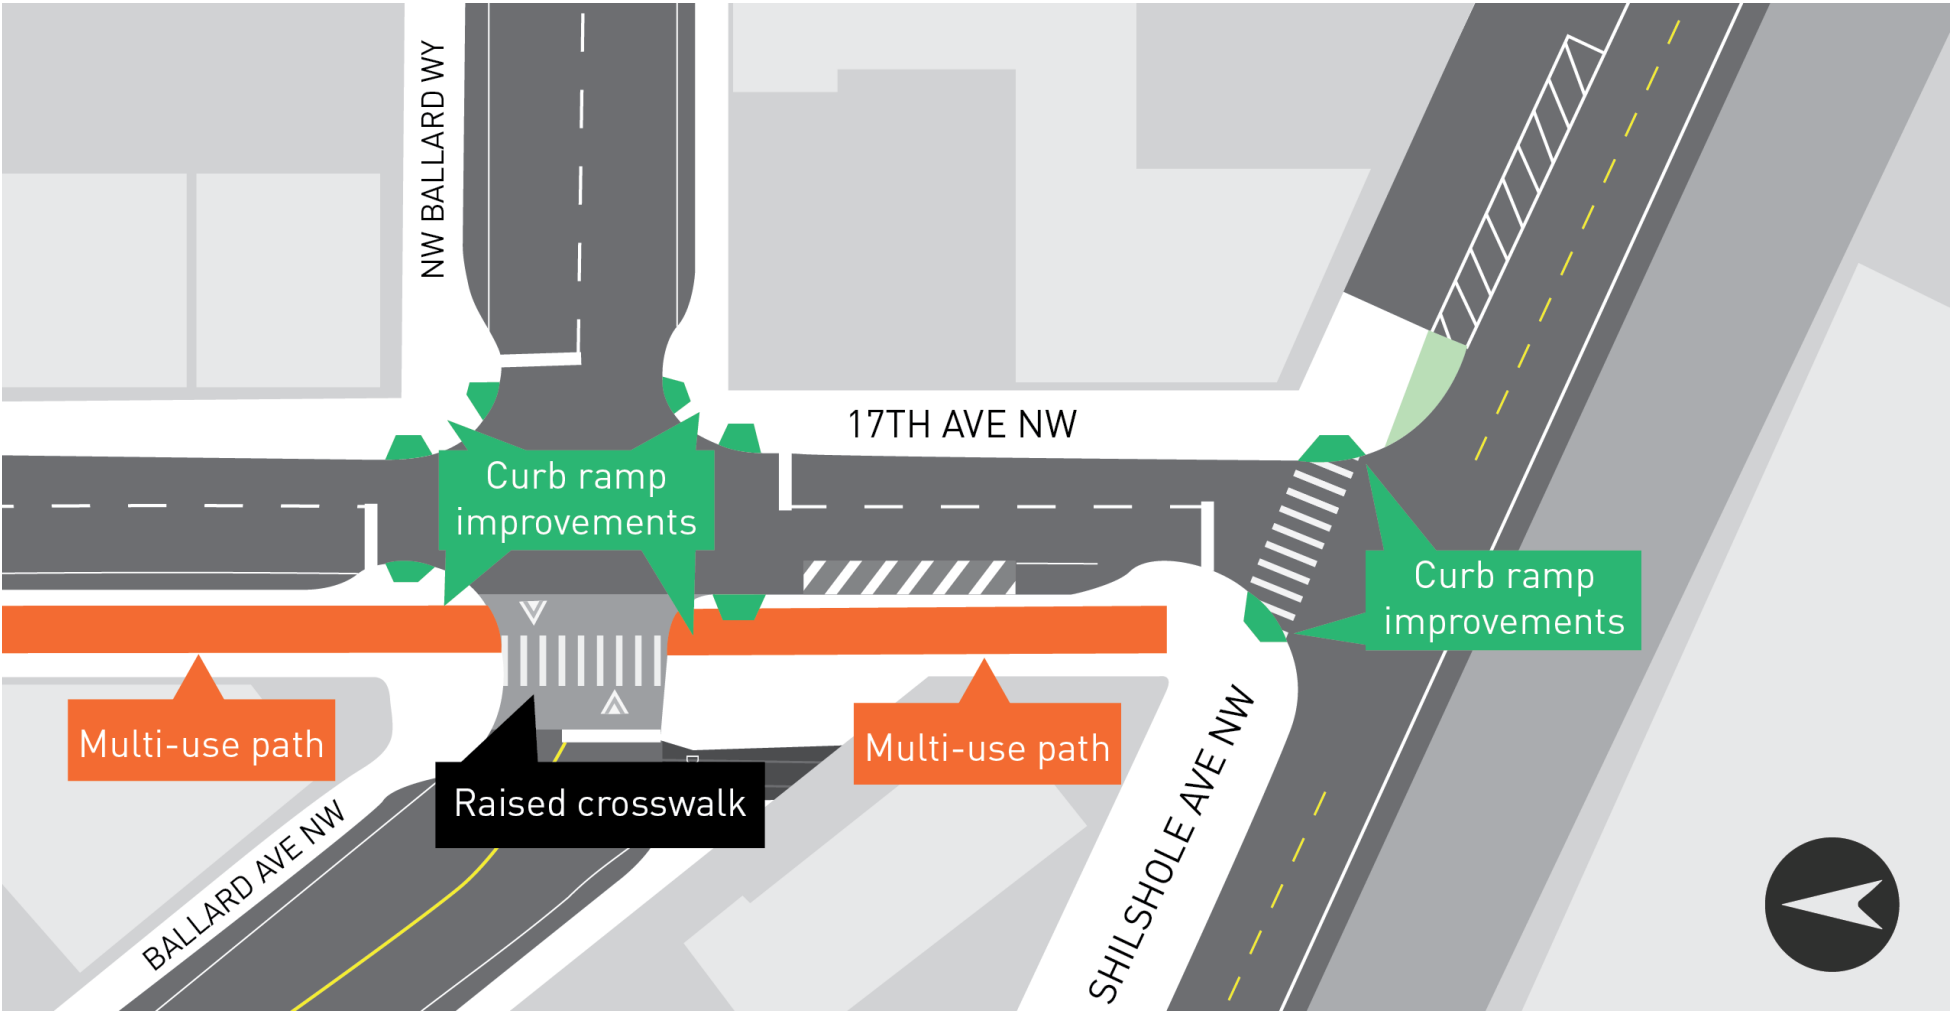 NW BALLARD WY
17TH AVE NW
Curb ramp
improvements
Curb ramp
improvements
Multi-use path
Multi-use path
Raised crosswalk
BALLARD AVE NW
SHILSHOLE AVE NW